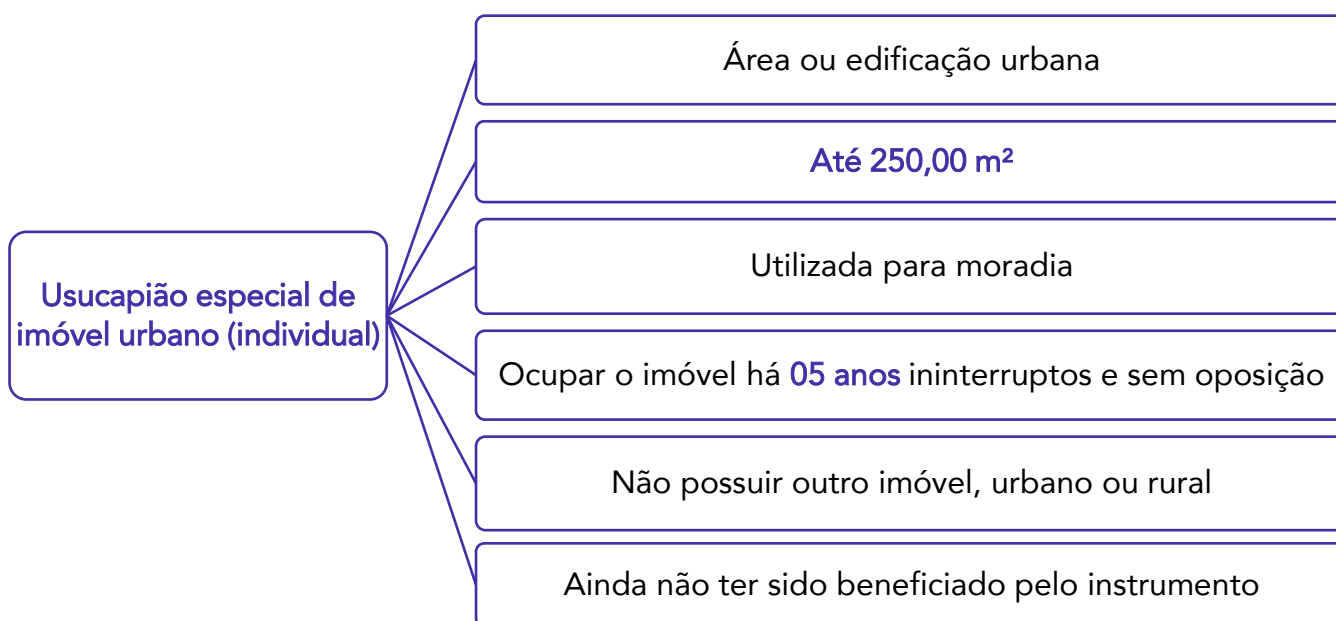 Área ou edificação urbana
Até 250,00 m²
Utilizada para moradia
Usucapião especial de
imóvel urbano (individual)
Ocupar o imóvel há 05 anos ininterruptos e sem oposição
Não possuir outro imóvel, urbano ou rural
Ainda não ter sido beneficiado pelo instrumento